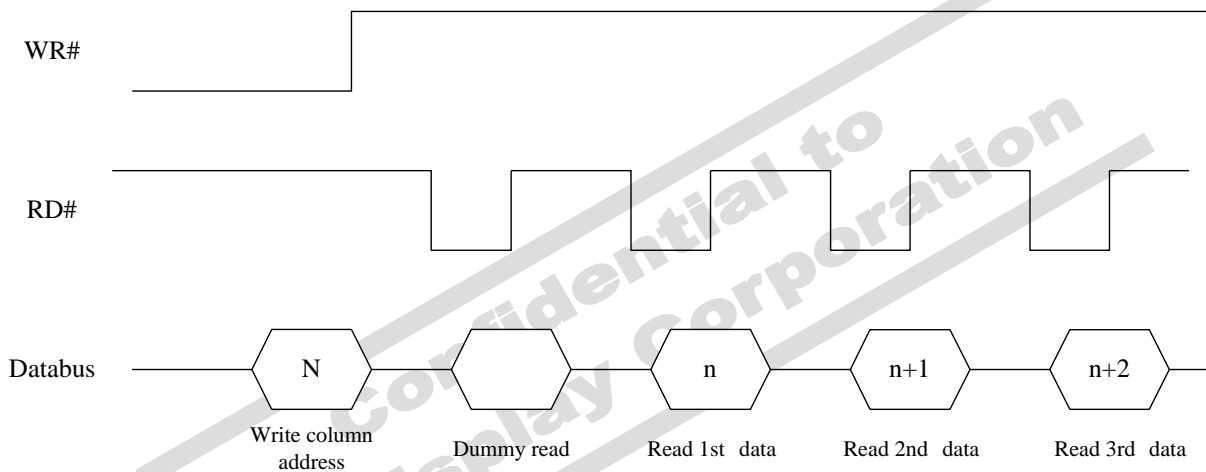 WR#
RD#
Databus
N
n
n+1
n+2
Write column
address
Dummy read
Read 1st data
Read 2nd data
Read 3rd data
Confidential to
Display Corporation